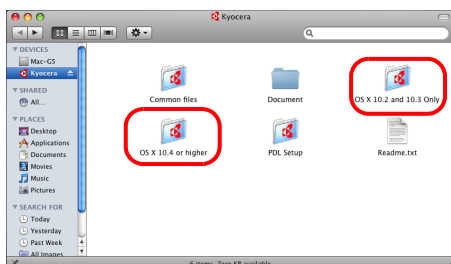 Kyocera
DEVICES
Mac-G5
Kyocera
SHARED
All...
PLACES
Desktop
Applications
Documents
Movies
Music
Pictures
SEARCH FOR
Today
Yesterday
Past Week
All Images
Common files
Document
OS X 10.2 and 10.3 Only
OS X 10.4 or higher
PDL Setup
Readme.txt
6 items, Zero KB available